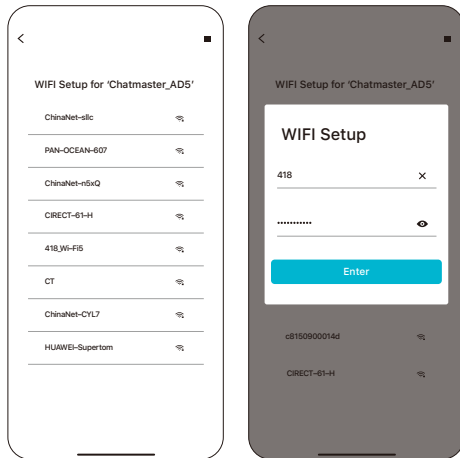 WIFI Setup for ‘Chatmaster_AD5’
ChinaNet–sllc
PAN–OCEAN–607
ChinaNet–n5xQ
CIRECT–61–H
418_Wi–Fi5
CT
ChinaNet–CYL7
HUAWEI–Supertom
WIFI Setup for ‘Chatmaster_AD5’
WIFI Setup
418
•••••••••••
Enter
c8150900014d
CIRECT–61–H